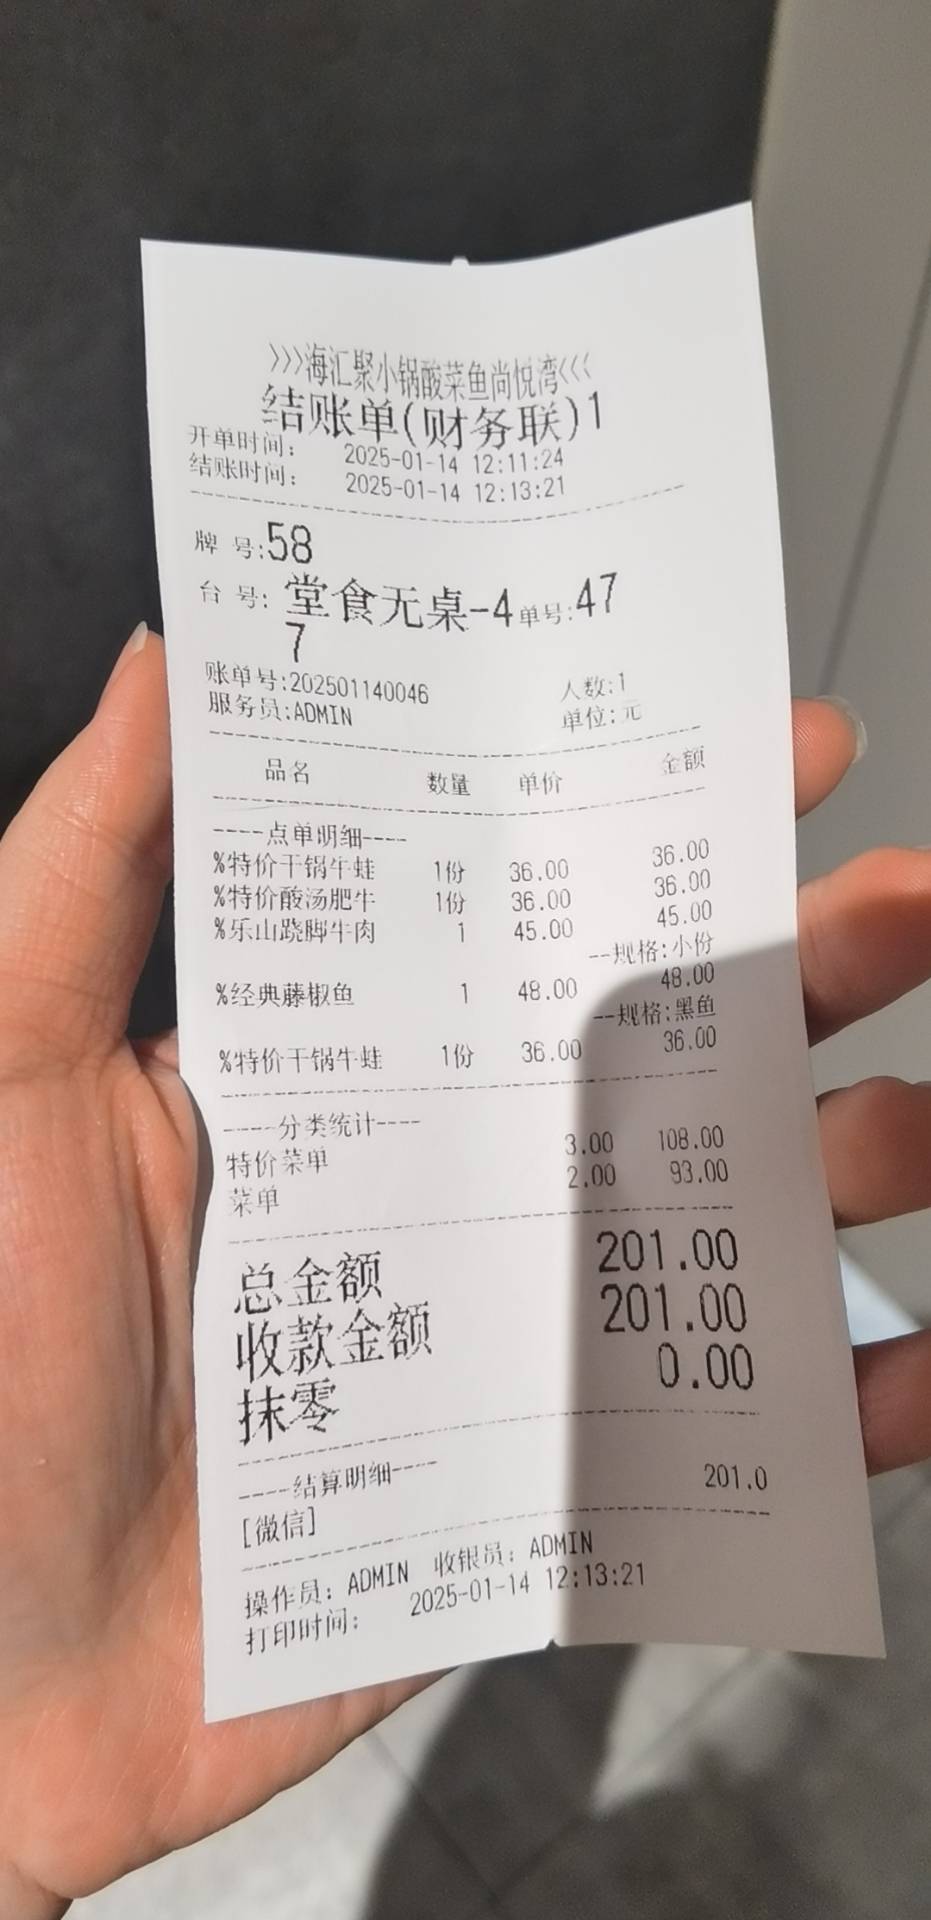 >>>海汇聚小锅酸菜鱼尚悦湾<<<
结账单(财务联)1
开单时间: 2025-01-14 12:11:24
结账时间: 2025-01-14 12:13:21
牌 号:58
台 号: 堂食无桌-4 单号:47
7
账单号:202501140046 人数:1
服务员:ADMIN 单位:元
品名 数量 单价 金额
----点单明细----
%特价干锅牛蛙 1份 36.00 36.00
%特价酸汤肥牛 1份 36.00 36.00
%乐山跷脚牛肉 1 45.00 45.00
--规格:小份
%经典藤椒鱼 1 48.00 48.00
--规格:黑鱼
%特价干锅牛蛙 1份 36.00 36.00
----分类统计----
特价菜单 3.00 108.00
菜单 2.00 93.00
总金额 201.00
收款金额 201.00
抹零 0.00
----结算明细----
[微信] 201.0
操作员: ADMIN 收银员: ADMIN
打印时间: 2025-01-14 12:13:21